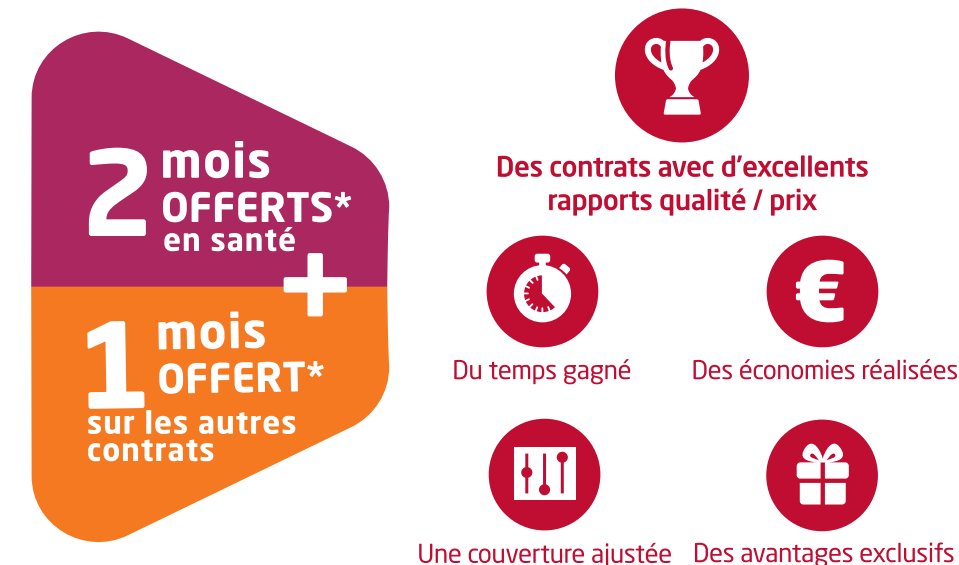 2 mois
OFFERTS*
en santé
+
1 mois
OFFERT*
sur les autres
contrats
Des contrats avec d'excellents
rapports qualité / prix
Du temps gagné
€
Des économies réalisées
Une couverture ajustée
Des avantages exclusifs